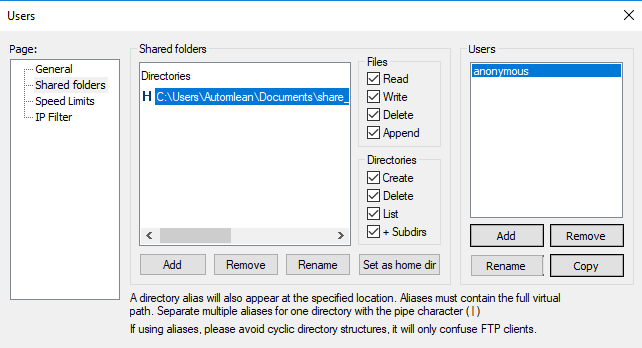 Users
Page:
General
Shared folders
Speed Limits
IP Filter
Shared folders
Directories
H C:\Users\Automlean\Documents\share_
Files
Read
Write
Delete
Append
Directories
Create
Delete
List
+ Subdirs
Add Remove Rename Set as home dir
Users
anonymous
Add Remove
Rename Copy
A directory alias will also appear at the specified location. Aliases must contain the full virtual
path. Separate multiple aliases for one directory with the pipe character (|)
If using aliases, please avoid cyclic directory structures, it will only confuse FTP clients.